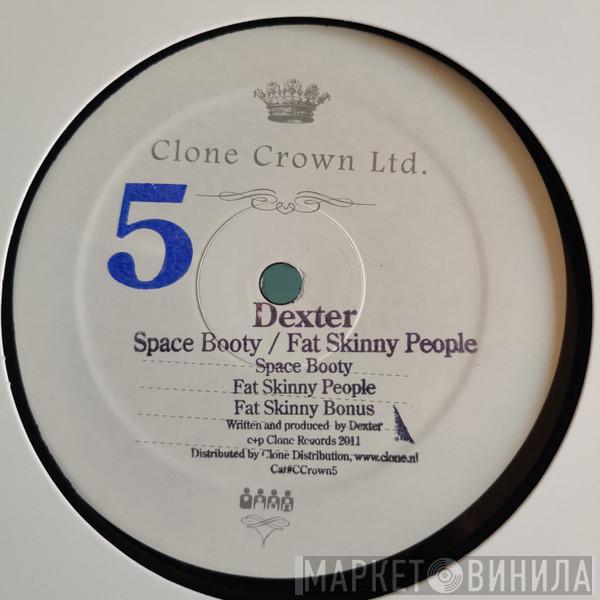 Clone Crown Ltd.
5
Dexter
Space Booty / Fat Skinny People
Space Booty
Fat Skinny People
Fat Skinny Bonus
Written and produced by Dexter
c+p Clone Records 2011
Distributed by Clone Distribution, www.clone.nl
Cat#CCrown5
МАРКЕТ ВИНИЛА